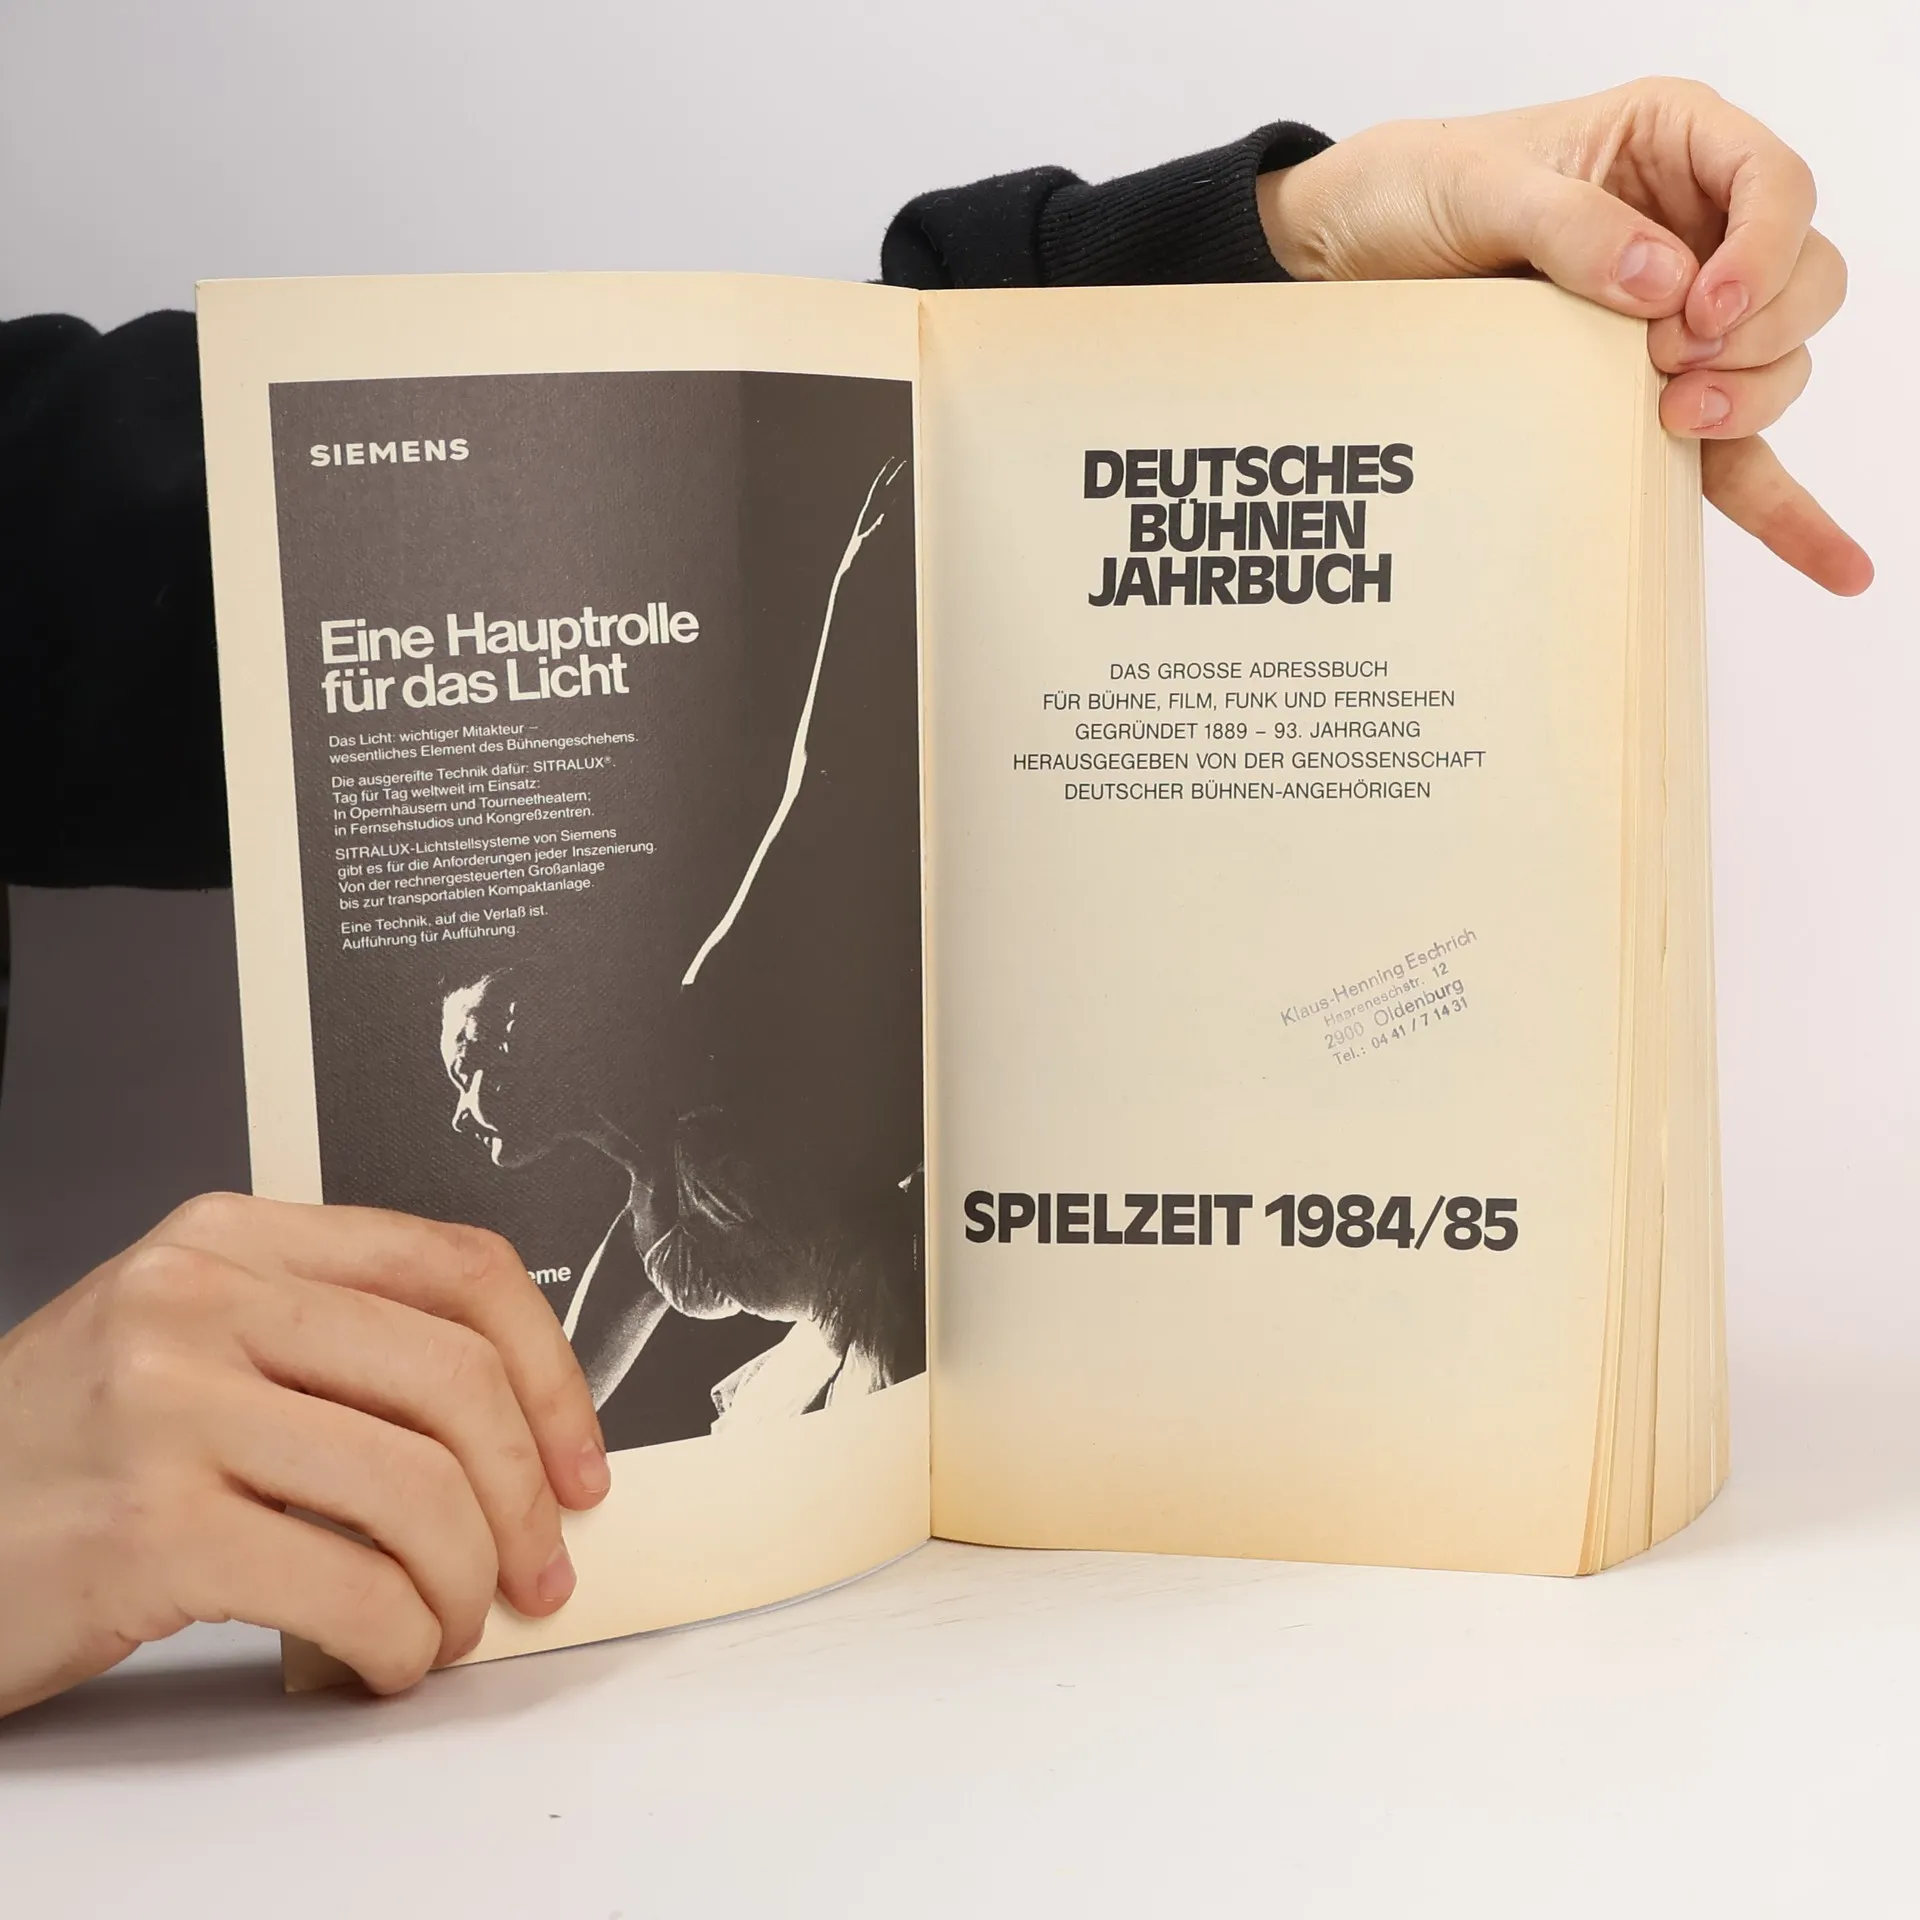 SIEMENS
Eine Hauptrolle
für das Licht
Das Licht: wichtiger Mitakteur –
wesentliches Element des Bühnengeschehens.
Die ausgereifte Technik dafür: SITRALUX®.
Tag für Tag weltweit im Einsatz:
In Opernhäusern und Tourneetheatern;
in Fernsehstudios und Kongreßzentren.
SITRALUX-Lichtstellsysteme von Siemens
gibt es für die Anforderungen jeder Inszenierung.
Von der rechnergesteuerten Großanlage
bis zur transportablen Kompaktanlage.
Eine Technik, auf die Verlaß ist.
Aufführung für Aufführung.
eme
DEUTSCHES
BÜHNEN
JAHRBUCH
DAS GROSSE ADRESSBUCH
FÜR BÜHNE, FILM, FUNK UND FERNSEHEN
GEGRÜNDET 1889 – 93. JAHRGANG
HERAUSGEGEBEN VON DER GENOSSENSCHAFT
DEUTSCHER BÜHNEN-ANGEHÖRIGEN
Klaus-Henning Eschrich
Haareneschstr. 12
2900 Oldenburg
Tel.: 04 41 / 7 14 31
SPIELZEIT 1984/85